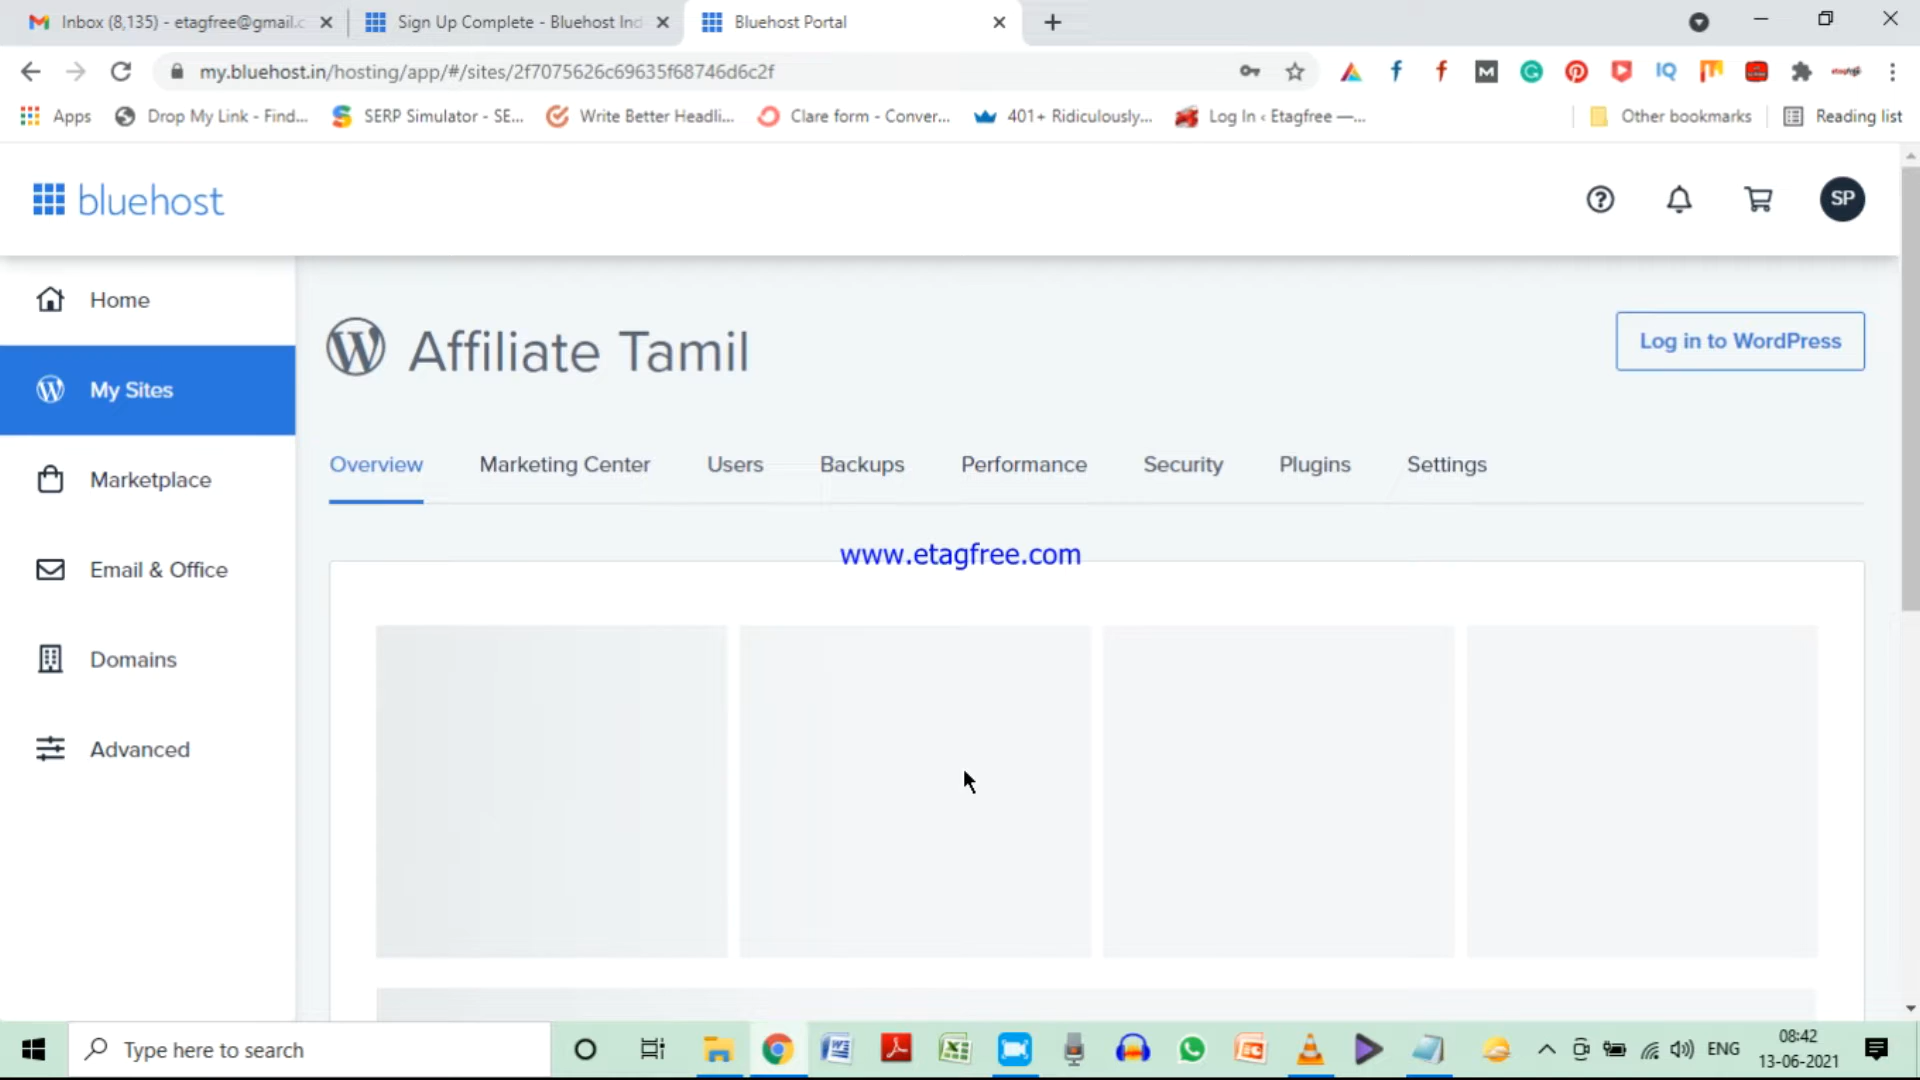 Inbox (8,135) - etagfree@gmail.c
Sign Up Complete - Bluehost Ind
Bluehost Portal
my.bluehost.in/hosting/app/#/sites/2f7075626c69635f68746d6c2f
Apps
Drop My Link - Find...
SERP Simulator - SE...
Write Better Headli...
Clare form - Conver...
401+ Ridiculously...
Log In ‹ Etagfree —...
Other bookmarks
Reading list
bluehost
SP
Home
My Sites
Marketplace
Email & Office
Domains
Advanced
Affiliate Tamil
Log in to WordPress
Overview
Marketing Center
Users
Backups
Performance
Security
Plugins
Settings
www.etagfree.com
Type here to search
ENG
08:42
13-06-2021